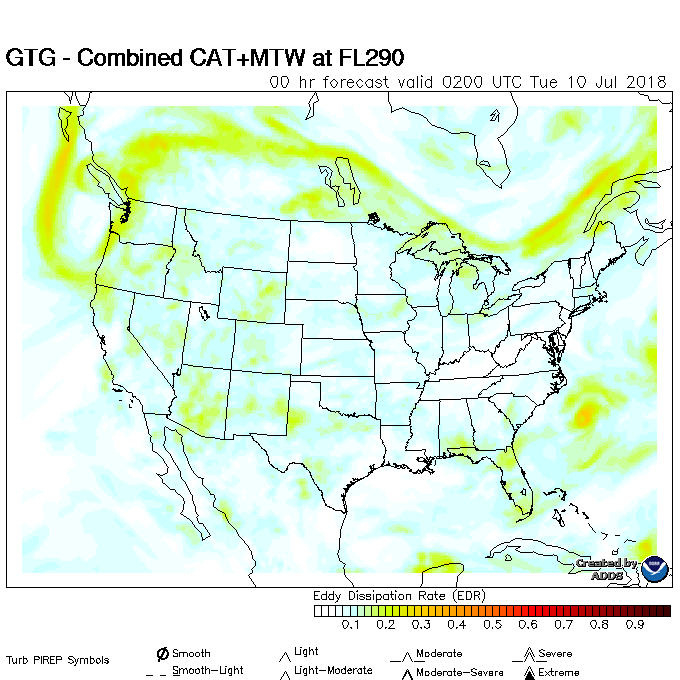 GTG - Combined CAT+MTW at FL290
00 hr forecast valid 0200 UTC Tue 10 Jul 2018
Created by
ADDS
Eddy Dissipation Rate (EDR)
0.1 0.2 0.3 0.4 0.5 0.6 0.7 0.8 0.9
Turb PIREP Symbols
Smooth Light Moderate Severe
Smooth-Light Light-Moderate Moderate-Severe Extreme